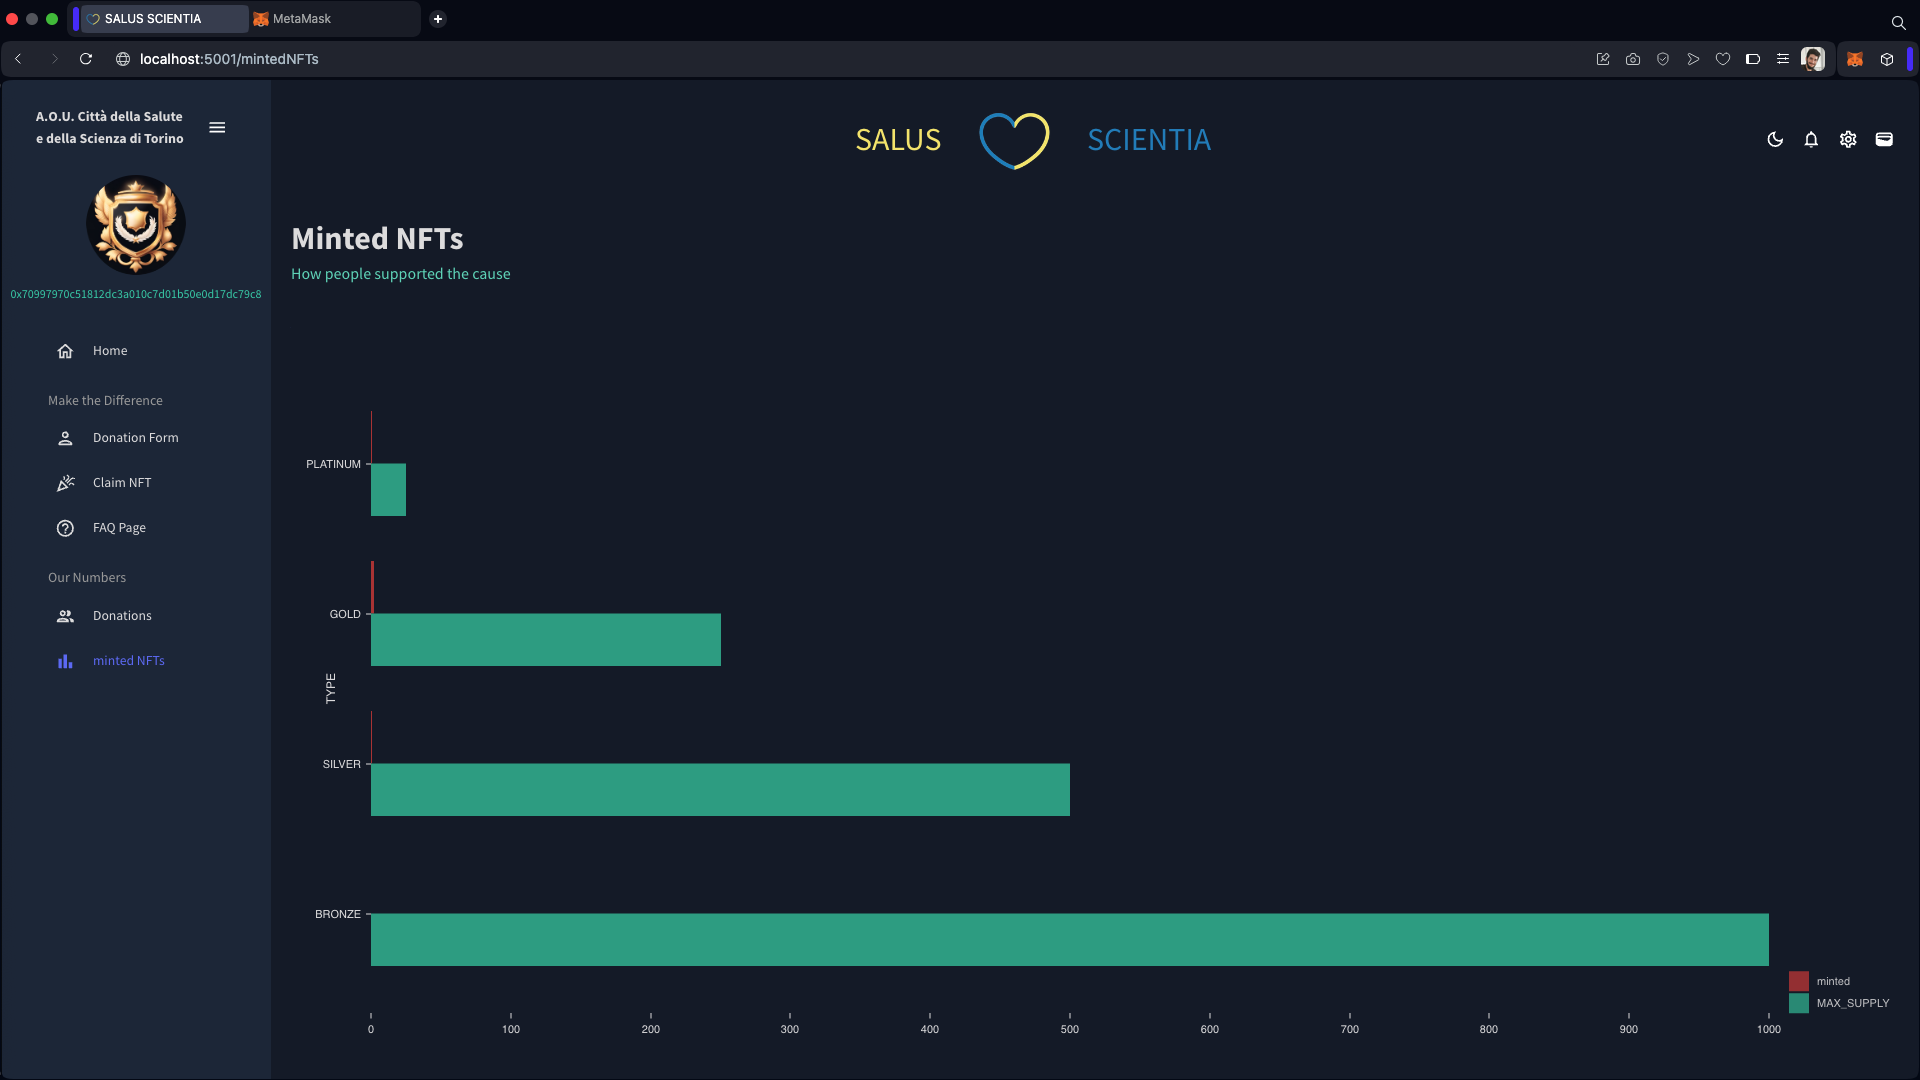 SALUS SCIENTIA
MetaMask
localhost:5001/mintedNFTs
A.O.U. Città della Salute
e della Scienza di Torino
0x70997970c51812dc3a010c7d01b50e0d17dc79c8
Home
Make the Difference
Donation Form
Claim NFT
FAQ Page
Our Numbers
Donations
minted NFTs
SALUS SCIENTIA
Minted NFTs
How people supported the cause
PLATINUM
GOLD
TYPE
SILVER
BRONZE
minted
MAX_SUPPLY
0 100 200 300 400 500 600 700 800 900 1000